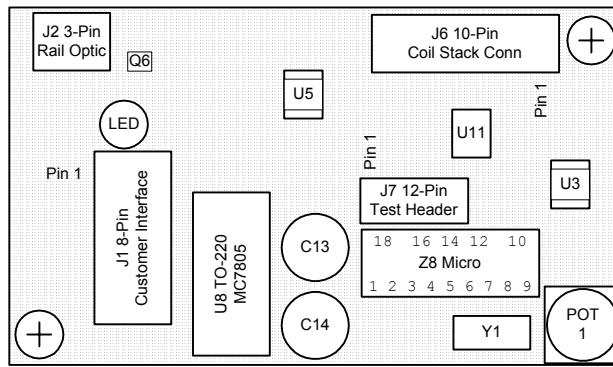 J2 3-Pin
Rail Optic
Q6
J6 10-Pin
Coil Stack Conn
U5
LED
Pin 1
U11
Pin 1
Pin 1
U3
J1 8-Pin
Customer Interface
J7 12-Pin
Test Header
U8 TO-220
MC7805
C13
18 16 14 12 10
Z8 Micro
1 2 3 4 5 6 7 8 9
C14
Y1
POT
1